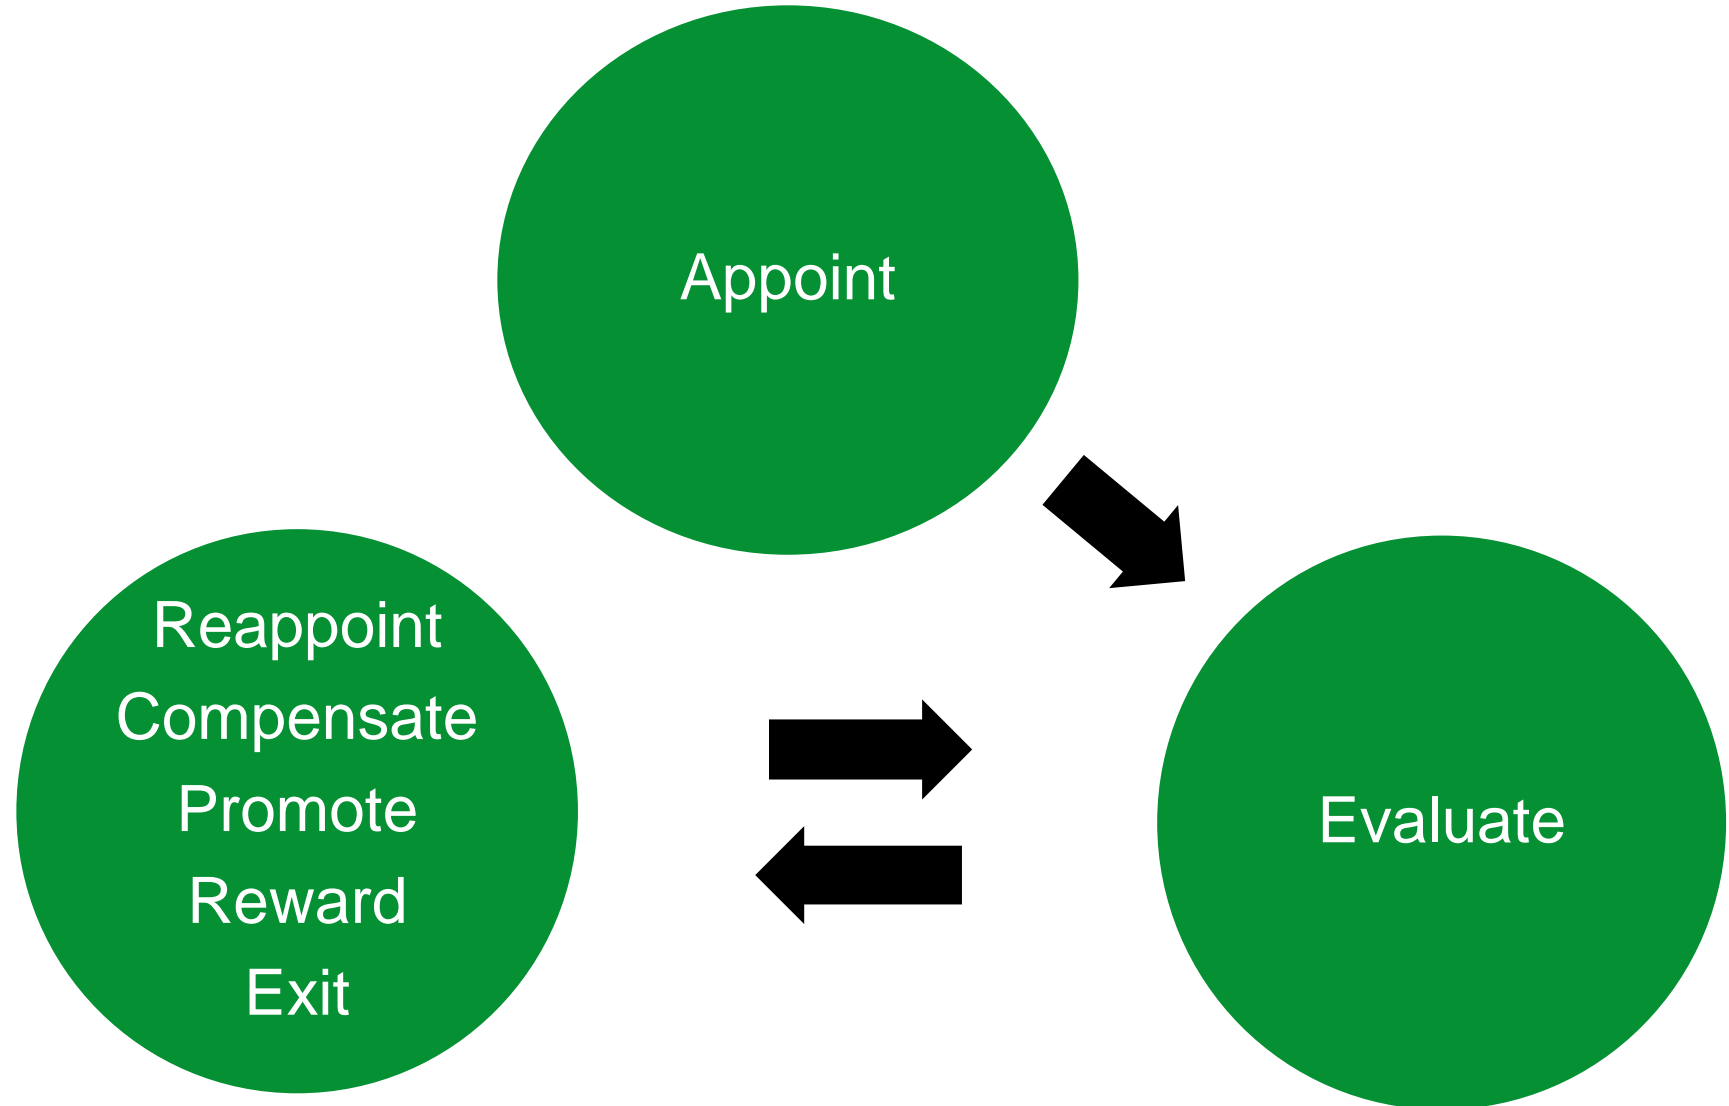 Appoint
Reappoint
Compensate
Promote
Reward
Exit
Evaluate